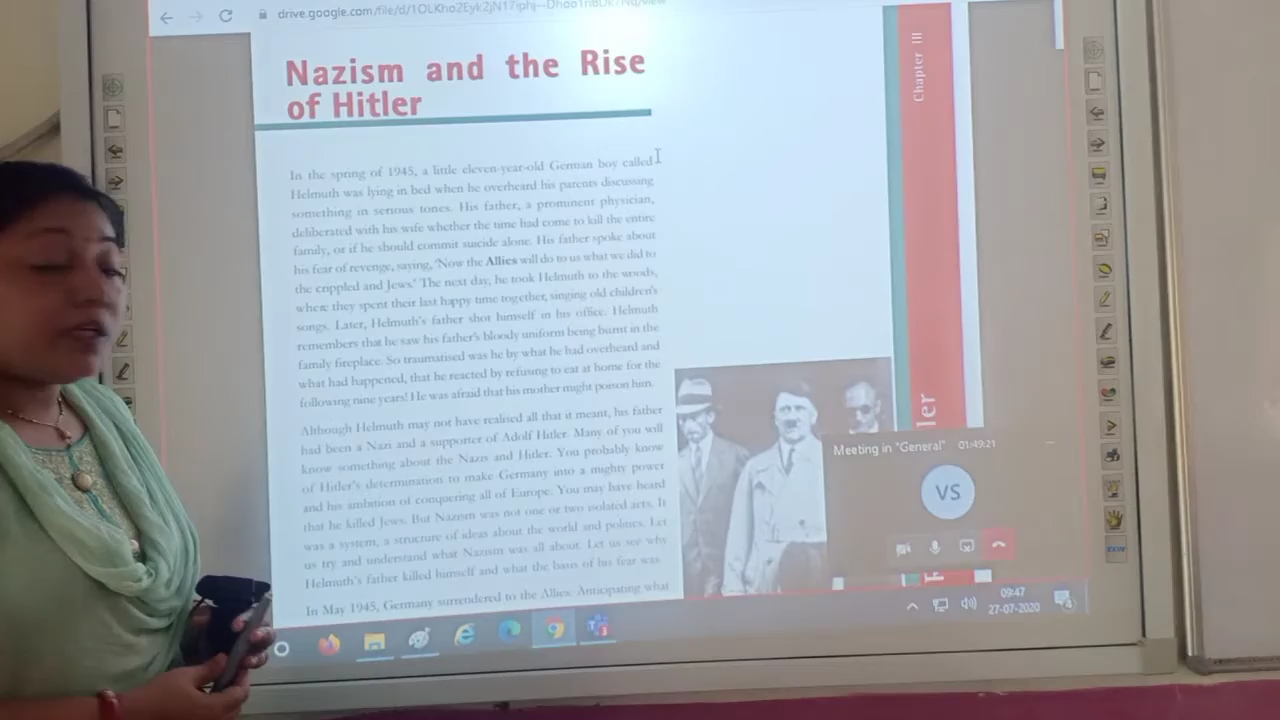 drive.google.com/file/d/
Nazism and the Rise
of Hitler
Chapter III
In the spring of 1945, a little eleven-year-old German boy called
Helmuth was lying in bed when he overheard his parents discussing
something in serious tones. His father, a prominent physician,
deliberated with his wife whether the time had come to kill the entire
family, or if he should commit suicide alone. His father spoke about
his fear of revenge, saying, 'Now the Allies will do to us what we did to
the crippled and Jews.' The next day, he took Helmuth to the woods,
where they spent their last happy time together, singing old children's
songs. Later, Helmuth's father shot himself in his office. Helmuth
remembers that he saw his father's bloody uniform being burnt in the
family fireplace. So traumatised was he by what he had overheard and
what had happened, that he reacted by refusing to eat at home for the
following nine years! He was afraid that his mother might poison him.
Although Helmuth may not have realised all that it meant, his father
had been a Nazi and a supporter of Adolf Hitler. Many of you will
know something about the Nazis and Hitler. You probably know
of Hitler's determination to make Germany into a mighty power
and his ambition of conquering all of Europe. You may have heard
that he killed Jews. But Nazism was not one or two isolated acts. It
was a system, a structure of ideas about the world and politics. Let
us try and understand what Nazism was all about. Let us see why
Helmuth's father killed himself and what the basis of his fear was.
In May 1945, Germany surrendered to the Allies. Anticipating what
ler
Meeting in "General" 01:49:21
VS
09:47
27-07-2020
4